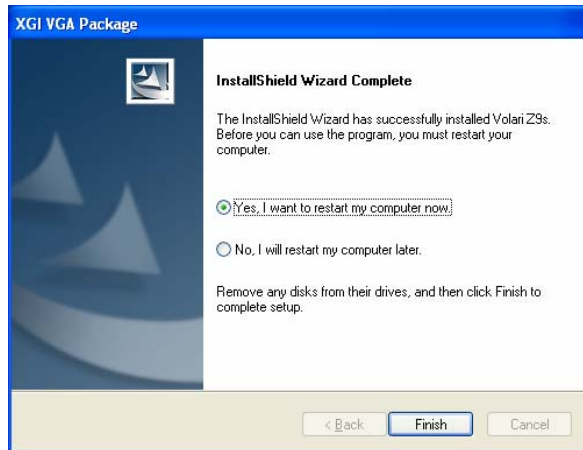 XGI VGA Package
InstallShield Wizard Complete
The InstallShield Wizard has successfully installed Volari Z9s.
Before you can use the program, you must restart your
computer.
Yes, I want to restart my computer now.
No, I will restart my computer later.
Remove any disks from their drives, and then click Finish to
complete setup.
< Back
Finish
Cancel